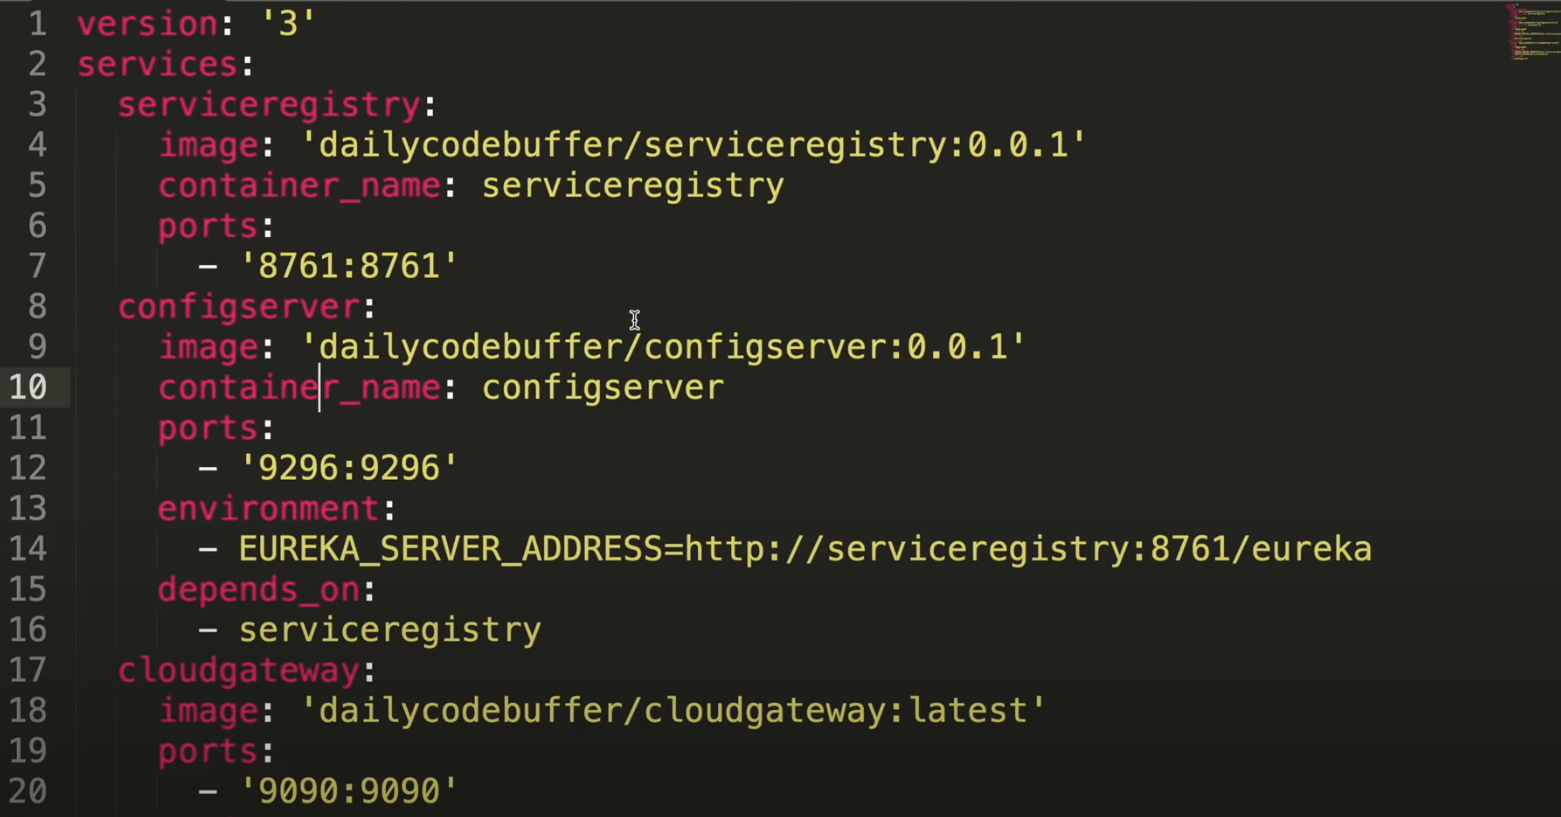 1 version: '3'
2 services:
3   serviceregistry:
4     image: 'dailycodebuffer/serviceregistry:0.0.1'
5     container_name: serviceregistry
6     ports:
7       - '8761:8761'
8   configserver:
9     image: 'dailycodebuffer/configserver:0.0.1'
10     container_name: configserver
11     ports:
12       - '9296:9296'
13     environment:
14       - EUREKA_SERVER_ADDRESS=http://serviceregistry:8761/eureka
15     depends_on:
16       - serviceregistry
17   cloudgateway:
18     image: 'dailycodebuffer/cloudgateway:latest'
19     ports:
20       - '9090:9090'